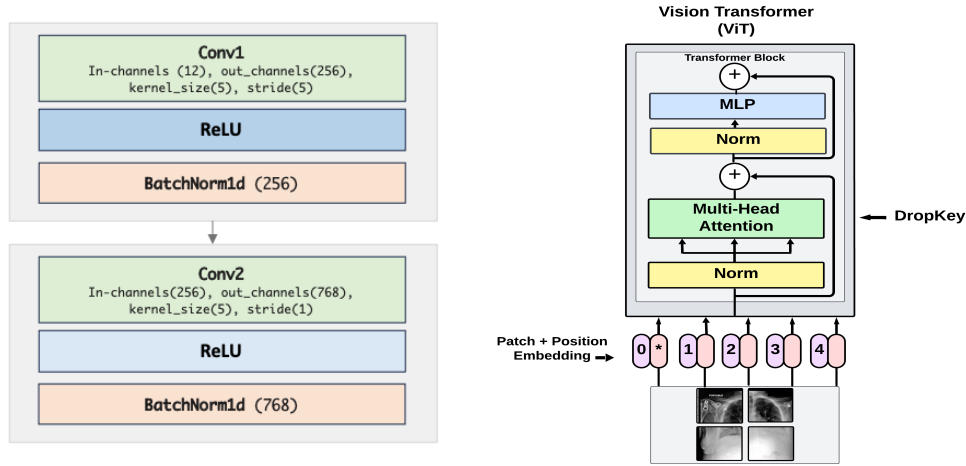 Conv1
In-channels (12), out_channels(256),
kernel_size(5), stride(5)
ReLU
BatchNorm1d (256)
Conv2
In-channels(256), out_channels(768),
kernel_size(5), stride(1)
ReLU
BatchNorm1d (768)
Vision Transformer
(ViT)
Transformer Block
+
MLP
Norm
+
Multi-Head
Attention
Norm
DropKey
Patch + Position
Embedding
0 * 1 2 3 4